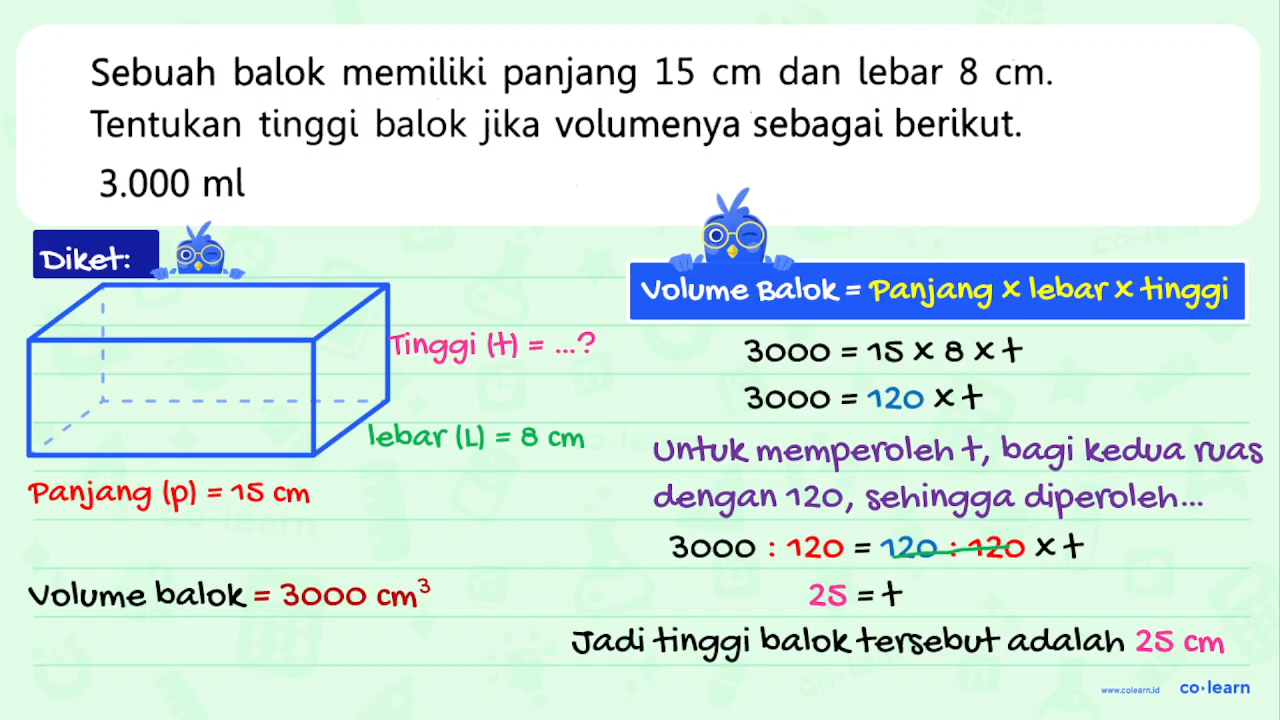 Sebuah balok memiliki panjang 15 cm dan lebar 8 cm.
Tentukan tinggi balok jika volumenya sebagai berikut.
3.000 ml
Diket:
Tinggi (t) = ...?
lebar (L) = 8 cm
Panjang (p) = 15 cm
Volume balok = 3000 cm³
Volume Balok = Panjang x lebar x tinggi
3000 = 15 x 8 x t
3000 = 120 x t
Untuk memperoleh t, bagi kedua ruas
dengan 120, sehingga diperoleh...
3000 : 120 = 120 : 120 x t
25 = t
Jadi tinggi balok tersebut adalah 25 cm
www.colearn.id co·learn